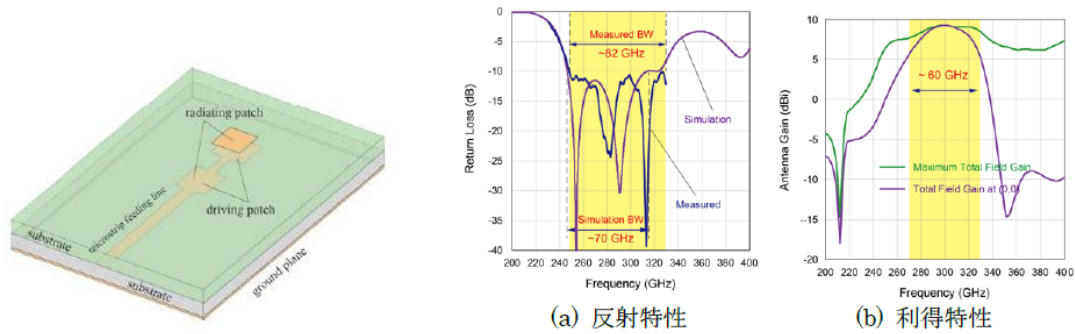 radiating patch
driving patch
microstrip feeding line
substrate
substrate
ground plane
Return Loss (dB)
0
-5
-10
-15
-20
-25
-30
-35
-40
Measured BW
~82 GHz
Simulation
Measured
Simulation BW
~70 GHz
200 220 240 260 280 300 320 340 360 380 400
Frequency (GHz)
(a) 反射特性
Antenna Gain (dBi)
10
5
0
-5
-10
-15
-20
~ 60 GHz
Maximum Total Field Gain
Total Field Gain at (0,0)
200 220 240 260 280 300 320 340 360 380 400
Frequency (GHz)
(b) 利得特性